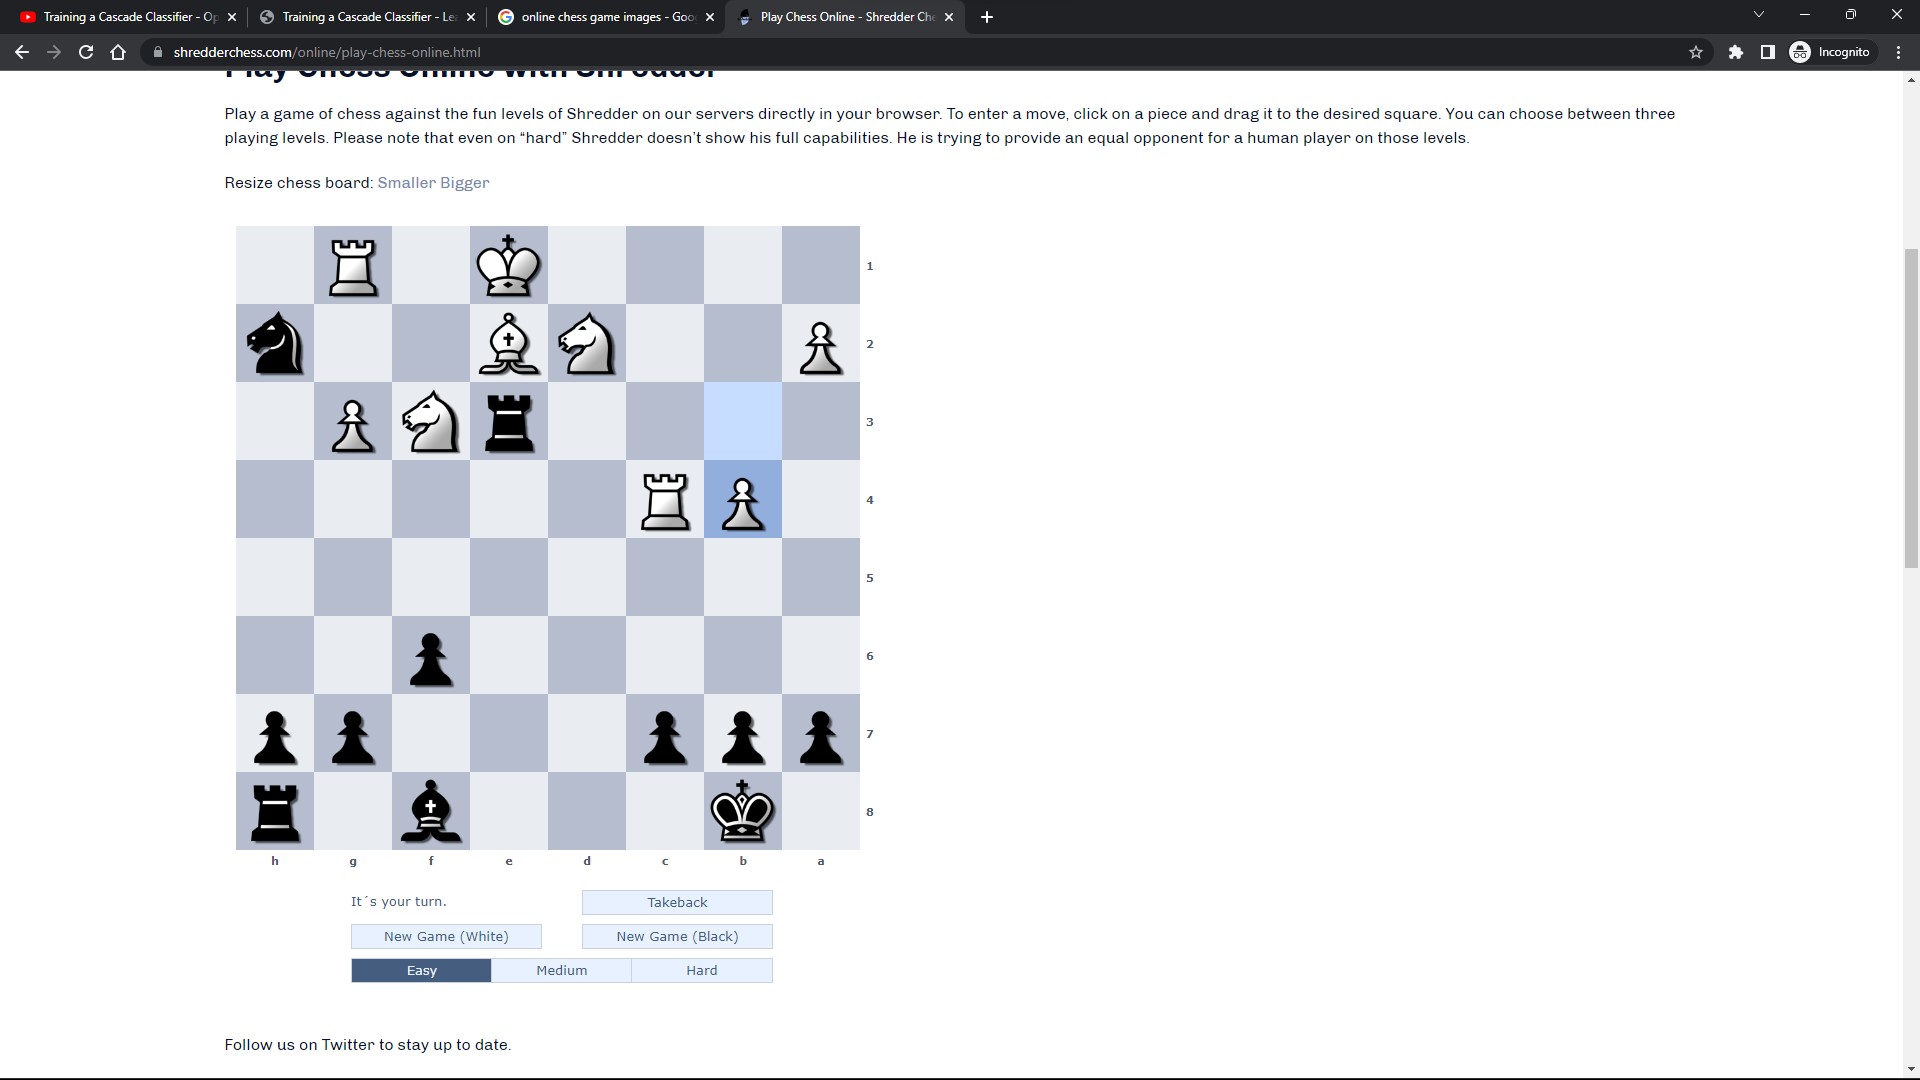 Training a Cascade Classifier - Op
Training a Cascade Classifier - Le
online chess game images - Goo
Play Chess Online - Shredder Che
shredderchess.com/online/play-chess-online.html
Incognito
Play Chess Online with Shredder
Play a game of chess against the fun levels of Shredder on our servers directly in your browser. To enter a move, click on a piece and drag it to the desired square. You can choose between three
playing levels. Please note that even on “hard” Shredder doesn’t show his full capabilities. He is trying to provide an equal opponent for a human player on those levels.
Resize chess board: Smaller Bigger
1
2
3
4
5
6
7
8
h g f e d c b a
It´s your turn.
Takeback
New Game (White)
New Game (Black)
Easy
Medium
Hard
Follow us on Twitter to stay up to date.